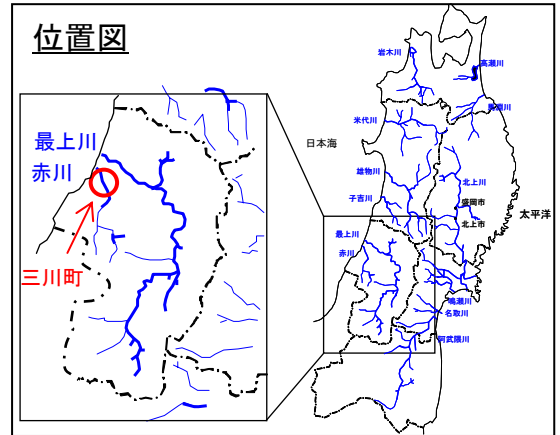 位置図
最上川
赤川
三川町
岩木川
高瀬川
馬淵川
米代川
日本海
雄物川
子吉川
北上川
盛岡市
北上市
太平洋
最上川
赤川
鳴瀬川
名取川
阿武隈川